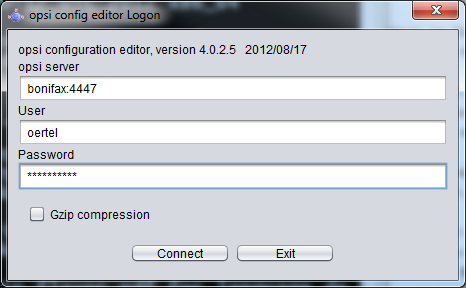 opsi config editor Logon
opsi configuration editor, version 4.0.2.5 2012/08/17
opsi server
bonifax:4447
User
oertel
Password
**********
Gzip compression
Connect Exit